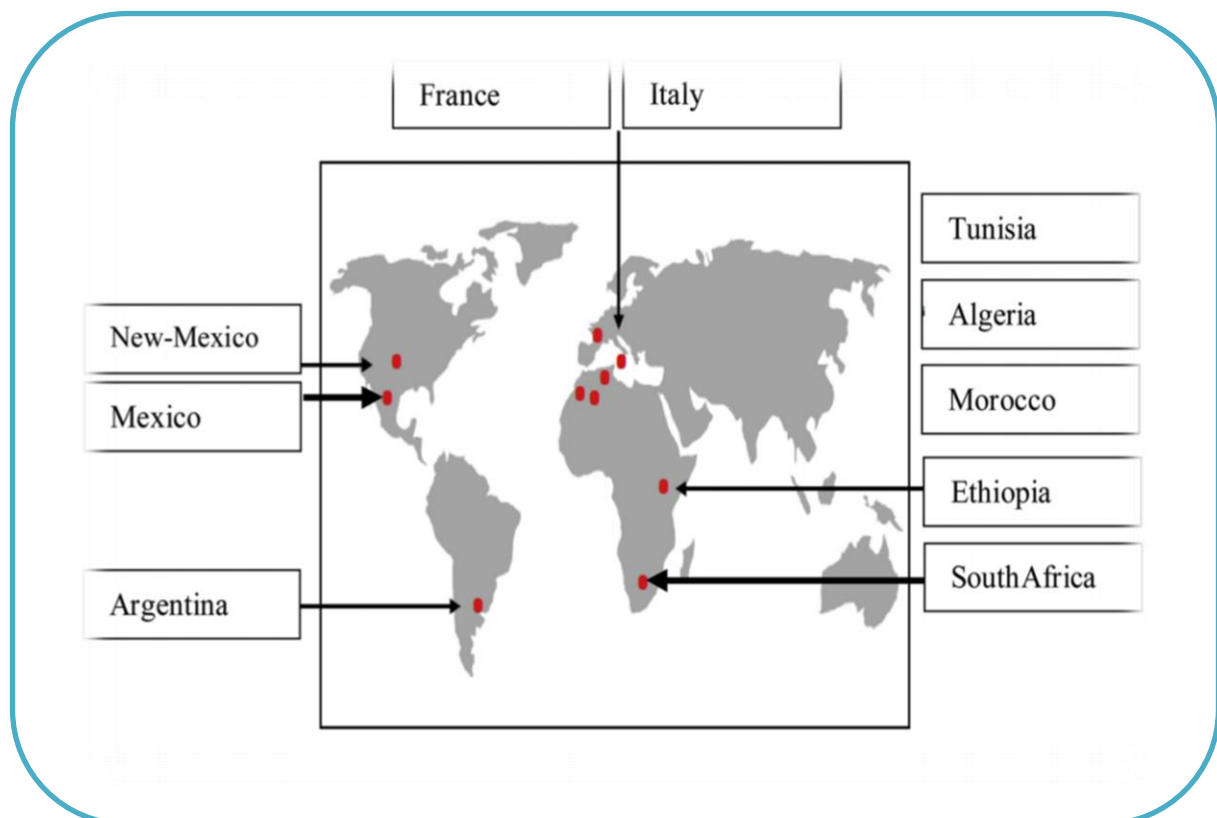 France
Italy
Tunisia
Algeria
Morocco
Ethiopia
SouthAfrica
New-Mexico
Mexico
Argentina